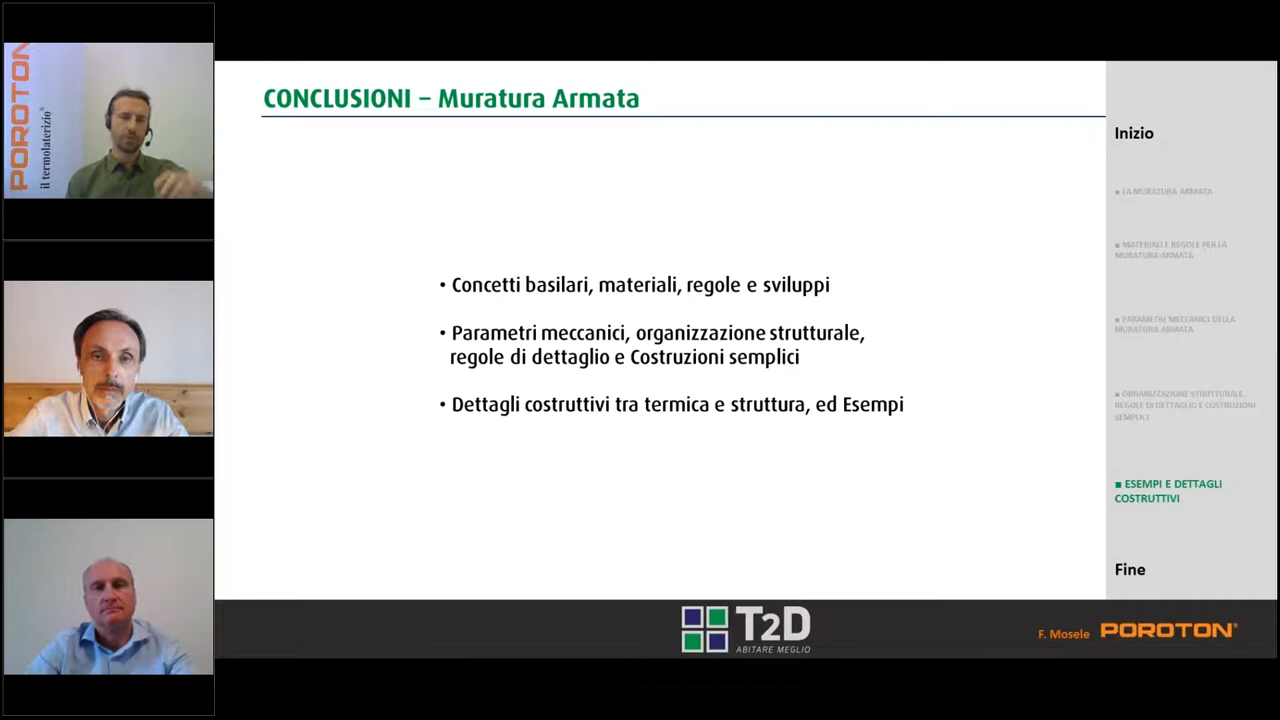 POROTON
il termolaterizio®
CONCLUSIONI – Muratura Armata
• Concetti basilari, materiali, regole e sviluppi
• Parametri meccanici, organizzazione strutturale,
regole di dettaglio e Costruzioni semplici
• Dettagli costruttivi tra termica e struttura, ed Esempi
Inizio
■ LA MURATURA ARMATA
■ MATERIALI E REGOLE PER LA
MURATURA ARMATA
■ PARAMETRI MECCANICI DELLA
MURATURA ARMATA
■ ORGANIZZAZIONE STRUTTURALE,
REGOLE DI DETTAGLIO E COSTRUZIONI
SEMPLICI
■ ESEMPI E DETTAGLI
COSTRUTTIVI
Fine
T2D
ABITARE MEGLIO
F. Mosele POROTON®